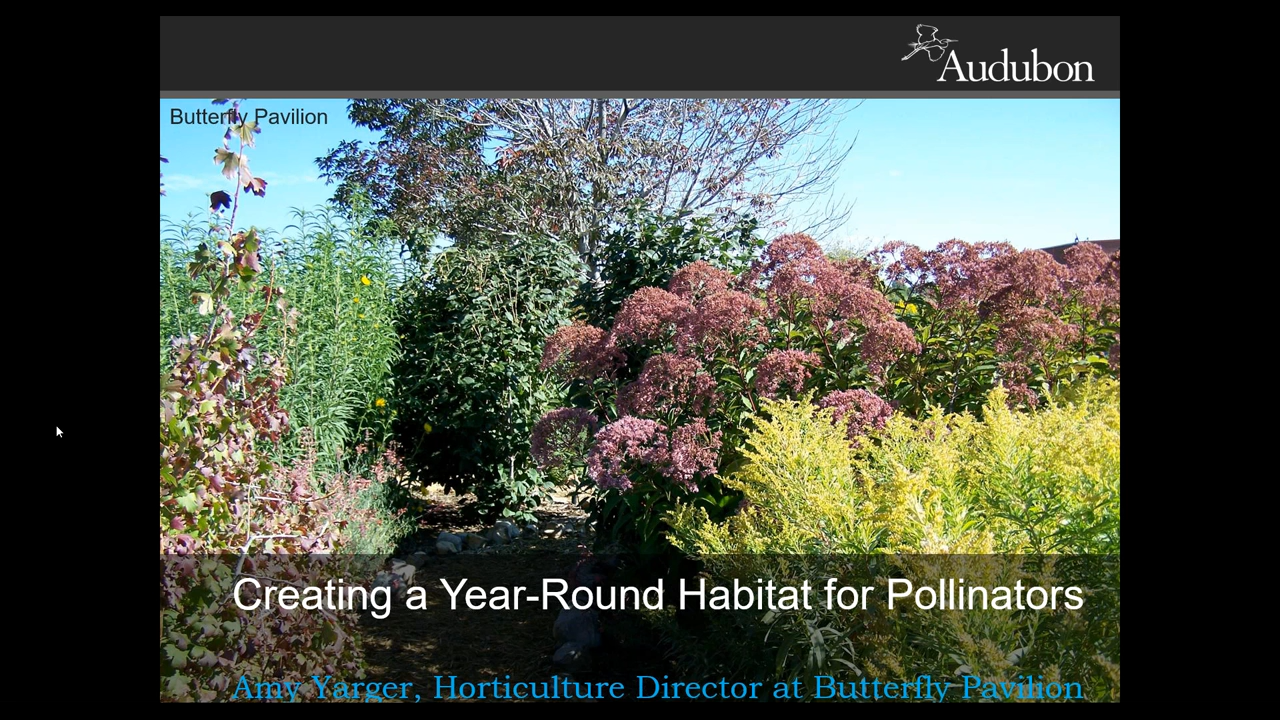 Audubon
Butterfly Pavilion
Creating a Year-Round Habitat for Pollinators
Amy Yarger, Horticulture Director at Butterfly Pavilion